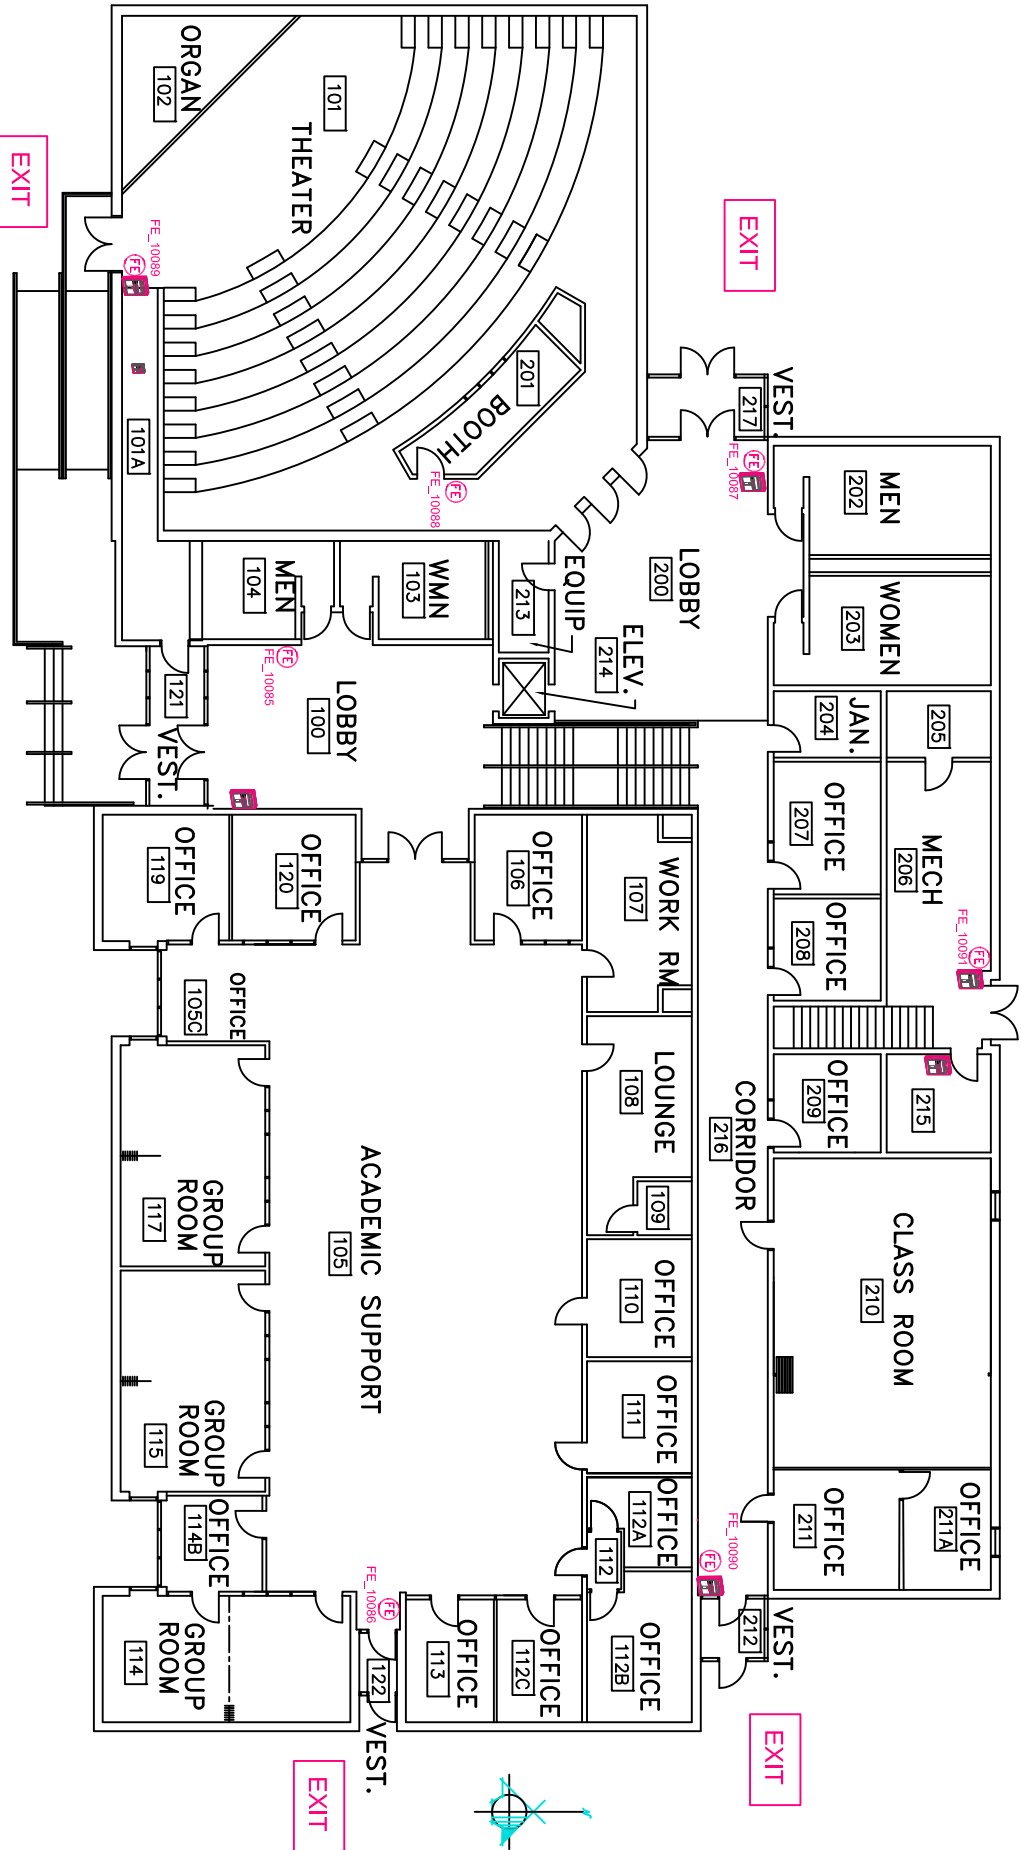 EXIT
EXIT
VEST.
217
FE
FE_10087
MEN
202
WOMEN
203
LOBBY
200
JAN.
204
205
MECH
206
OFFICE
207
OFFICE
208
FE
FE_10091
OFFICE
209
215
CORRIDOR
216
CLASS ROOM
210
OFFICE
211
OFFICE
211A
FE_10090
FE
VEST.
212
EXIT
ORGAN
102
101
THEATER
201
BOOTH
FE
FE_10088
FE_10089
FE
101A
EQUIP
213
ELEV.
214
WMN
103
MEN
104
FE
FE_10085
LOBBY
100
121
VEST.
OFFICE
119
OFFICE
120
OFFICE
106
WORK RM
107
LOUNGE
108
109
OFFICE
110
OFFICE
111
OFFICE
112A
112
OFFICE
112B
OFFICE
112C
OFFICE
113
OFFICE
105C
ACADEMIC SUPPORT
105
GROUP
ROOM
117
GROUP
ROOM
115
OFFICE
114B
GROUP
ROOM
114
FE
FE_10086
122
VEST.
EXIT